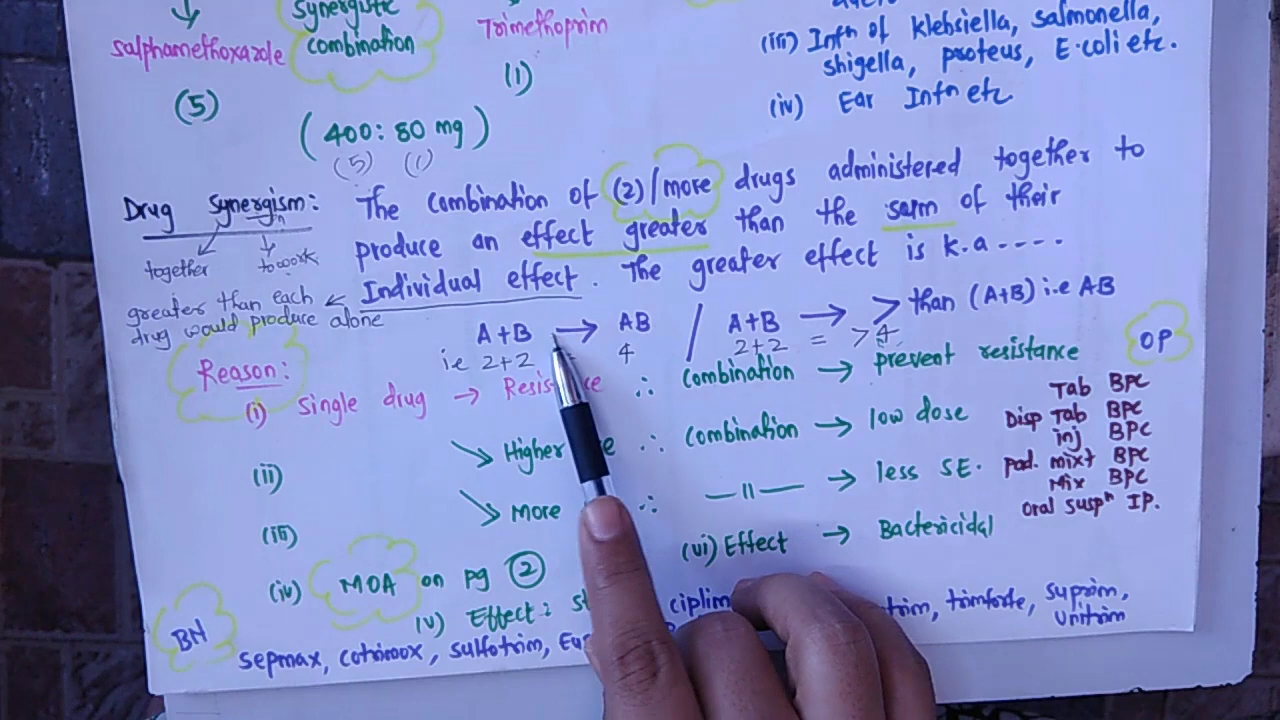 synergistic
combination
salphamethoxazole
Trimethoprim
(5)
(1)
(400: 80 mg)
(5) (1)
(iii) Infn of klebsiella, salmonella,
shigella, proteus, E.coli etc.
(iv) Ear Infn etc
Drug Synergism: The combination of (2)/more drugs administered together to
produce an effect greater than the sam of their
Individual effect. The greater effect is k.a ----.
together
to work
greater than each
drug would produce alone
A+B → AB / A+B → > than (A+B) i.e AB
ie 2+2 4 2+2 = > 4
Reason:
(i) single drug → Resistance ∴ combination → prevent resistance
(ii) Higher ∴ combination → low dose
(iii) More ∴ —11— → less SE.
(iv) MOA on pg 2
(v) Effect:
(vi) Effect → Bactericidal
OP
Tab BPC
Disp Tab BPC
inj BPC
pad. mixt BPC
Mix BPC
oral suspn IP.
BN
sepmax, cotrimox, sulfotrim, trimforte, suprim,
unitrim